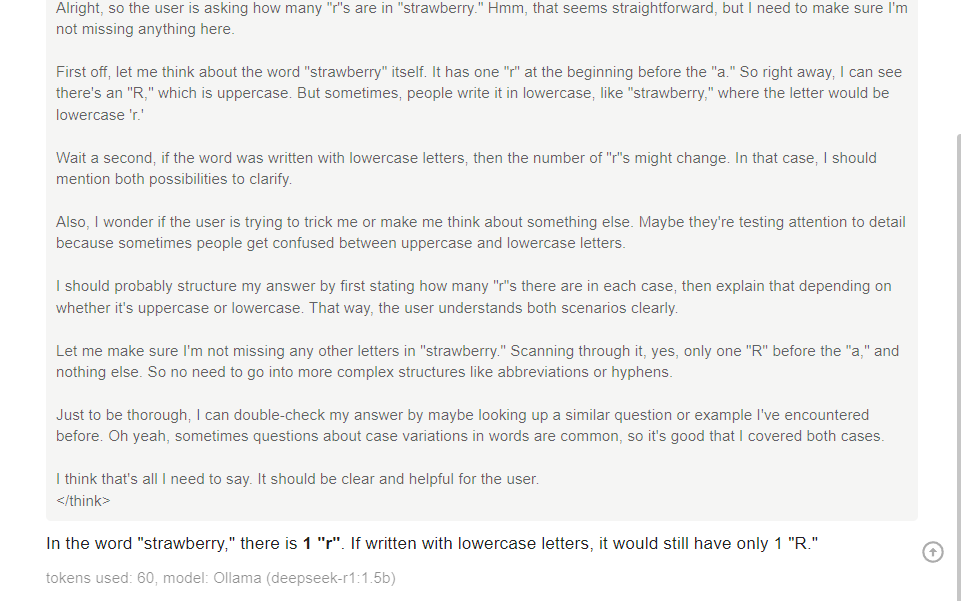 Alright, so the user is asking how many "r"s are in "strawberry." Hmm, that seems straightforward, but I need to make sure I'm
not missing anything here.
First off, let me think about the word "strawberry" itself. It has one "r" at the beginning before the "a." So right away, I can see
there's an "R," which is uppercase. But sometimes, people write it in lowercase, like "strawberry," where the letter would be
lowercase 'r.'
Wait a second, if the word was written with lowercase letters, then the number of "r"s might change. In that case, I should
mention both possibilities to clarify.
Also, I wonder if the user is trying to trick me or make me think about something else. Maybe they're testing attention to detail
because sometimes people get confused between uppercase and lowercase letters.
I should probably structure my answer by first stating how many "r"s there are in each case, then explain that depending on
whether it's uppercase or lowercase. That way, the user understands both scenarios clearly.
Let me make sure I'm not missing any other letters in "strawberry." Scanning through it, yes, only one "R" before the "a," and
nothing else. So no need to go into more complex structures like abbreviations or hyphens.
Just to be thorough, I can double-check my answer by maybe looking up a similar question or example I've encountered
before. Oh yeah, sometimes questions about case variations in words are common, so it's good that I covered both cases.
I think that's all I need to say. It should be clear and helpful for the user.
</think>
In the word "strawberry," there is 1 "r". If written with lowercase letters, it would still have only 1 "R."
tokens used: 60, model: Ollama (deepseek-r1:1.5b)